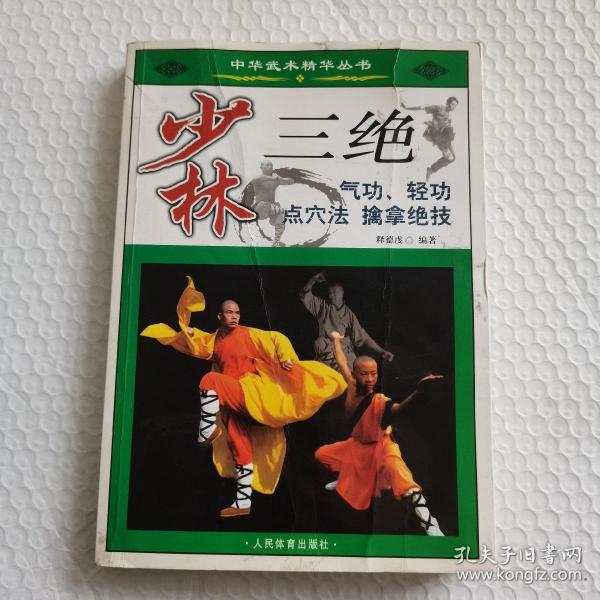 中华武术精华丛书
少林
三绝
气功、轻功
点穴法 擒拿绝技
释德虔 编著
·人民体育出版社·
孔夫子旧书网
www.kongfz.com